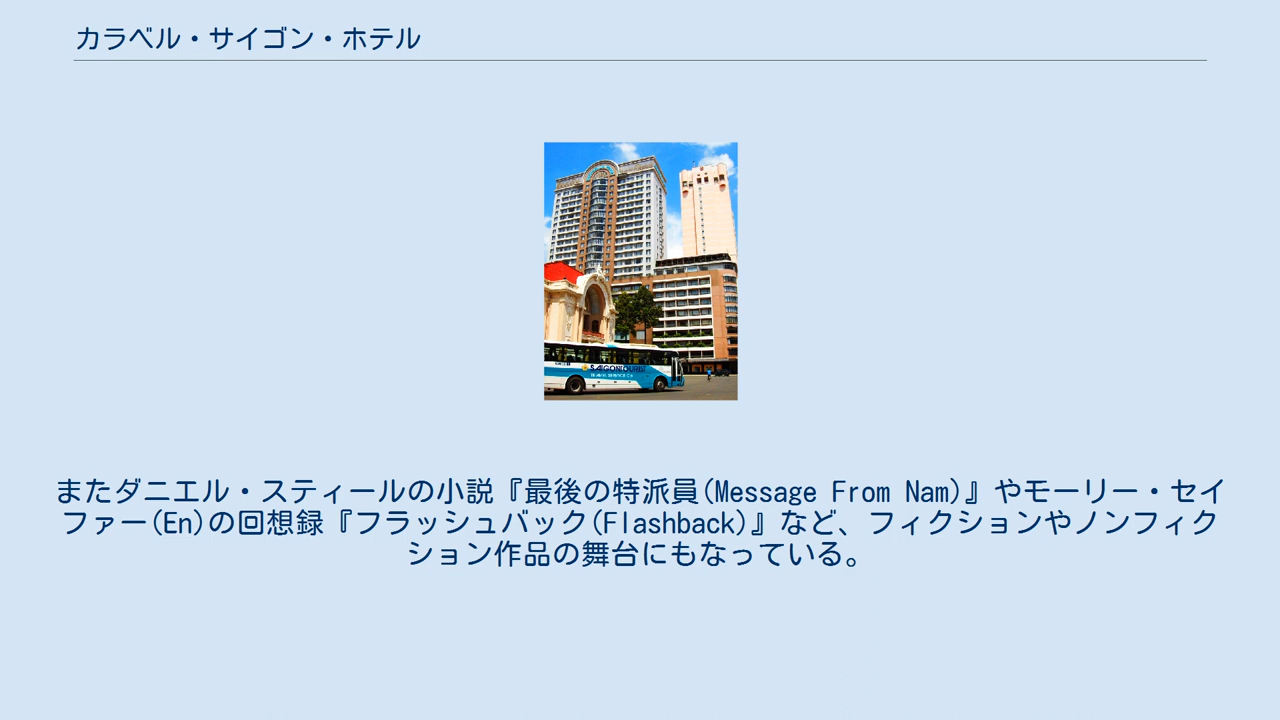 カラベル・サイゴン・ホテル
SAIGONTOURIST
またダニエル・スティールの小説『最後の特派員(Message From Nam)』やモーリー・セイ
ファー(En)の回想録『フラッシュバック(Flashback)』など、フィクションやノンフィク
ション作品の舞台にもなっている。